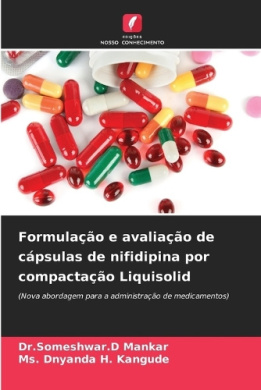 edições
NOSSO CONHECIMENTO
Formulação e avaliação de
cápsulas de nifidipina por
compactação Liquisolid
(Nova abordagem para a administração de medicamentos)
Dr.Someshwar.D Mankar
Ms. Dnyanda H. Kangude